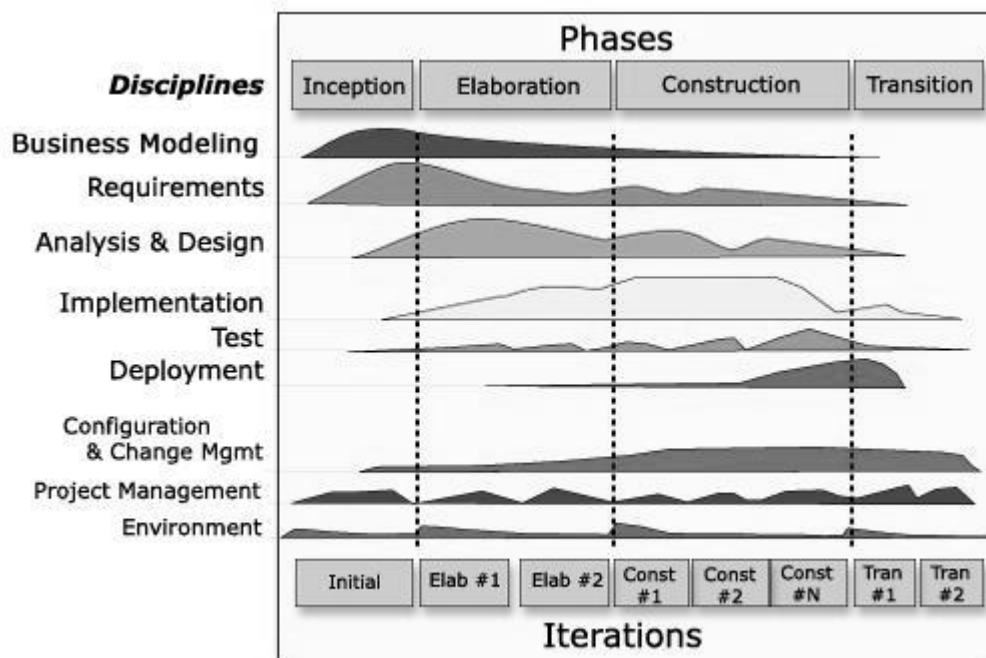 Phases
Disciplines
Inception
Elaboration
Construction
Transition
Business Modeling
Requirements
Analysis & Design
Implementation
Test
Deployment
Configuration
& Change Mgmt
Project Management
Environment
Initial
Elab #1
Elab #2
Const
#1
Const
#2
Const
#N
Tran
#1
Tran
#2
Iterations